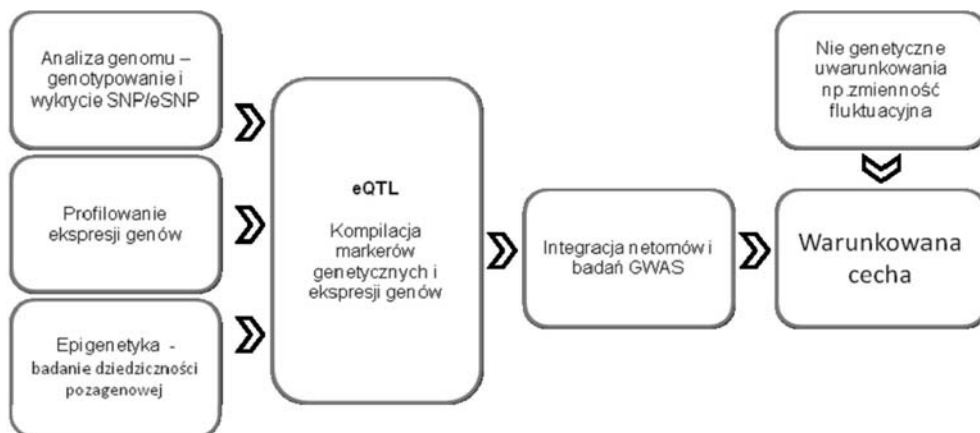 Analiza genomu –
genotypowanie i
wykrycie SNP/eSNP
Profilowanie
ekspresji genów
Epigenetyka -
badanie dziedziczności
pozagenowej
eQTL
Kompilacja
markerów
genetycznych i
ekspresji genów
Integracja netomów i
badań GWAS
Nie genetyczne
uwarunkowania
np.zmienność
fluktuacyjna
Warunkowana
cecha